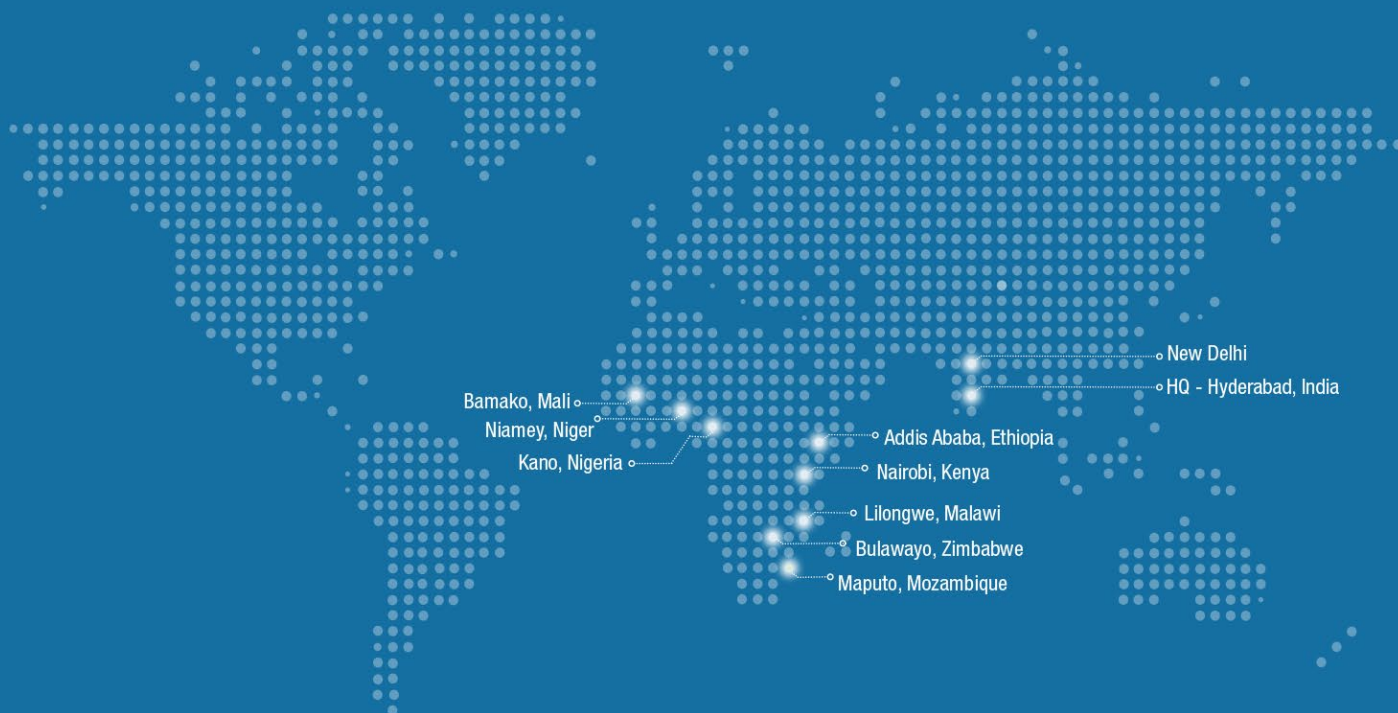 New Delhi
HQ - Hyderabad, India
Bamako, Mali
Niamey, Niger
Kano, Nigeria
Addis Ababa, Ethiopia
Nairobi, Kenya
Lilongwe, Malawi
Bulawayo, Zimbabwe
Maputo, Mozambique